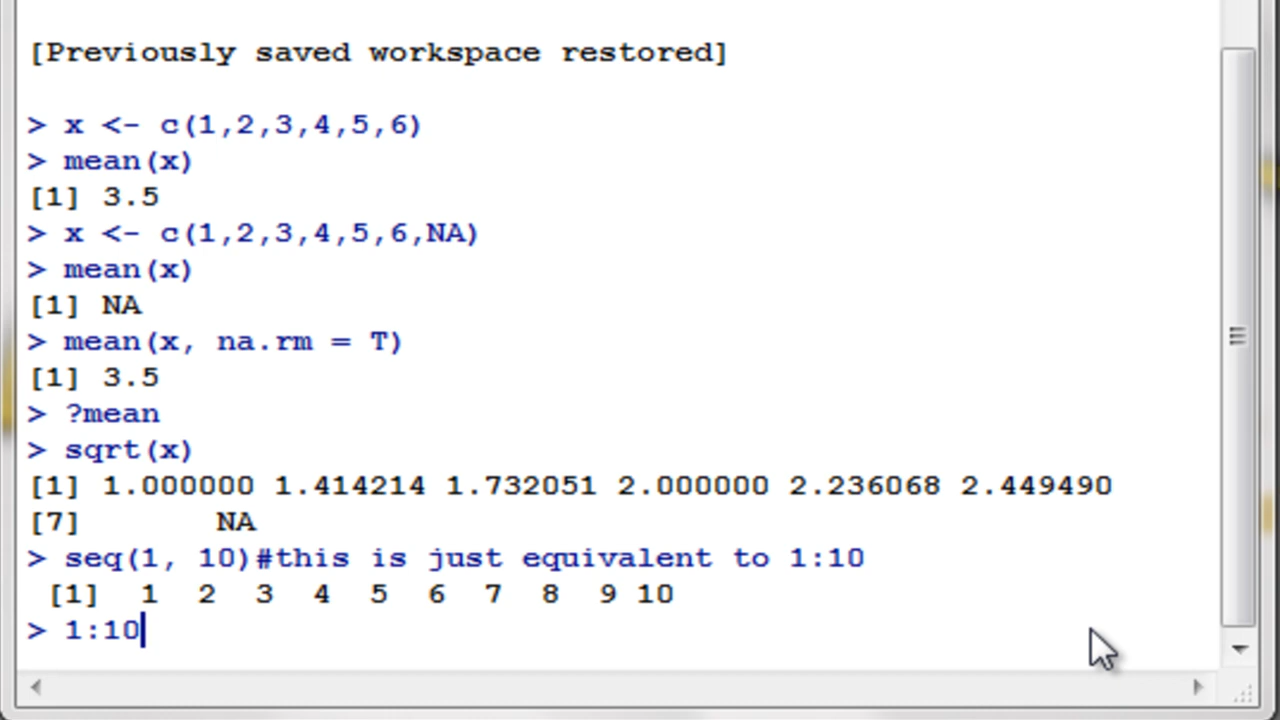 [Previously saved workspace restored]
> x <- c(1,2,3,4,5,6)
> mean(x)
[1] 3.5
> x <- c(1,2,3,4,5,6,NA)
> mean(x)
[1] NA
> mean(x, na.rm = T)
[1] 3.5
> ?mean
> sqrt(x)
[1] 1.000000 1.414214 1.732051 2.000000 2.236068 2.449490
[7]       NA
> seq(1, 10)#this is just equivalent to 1:10
 [1]  1  2  3  4  5  6  7  8  9 10
> 1:10